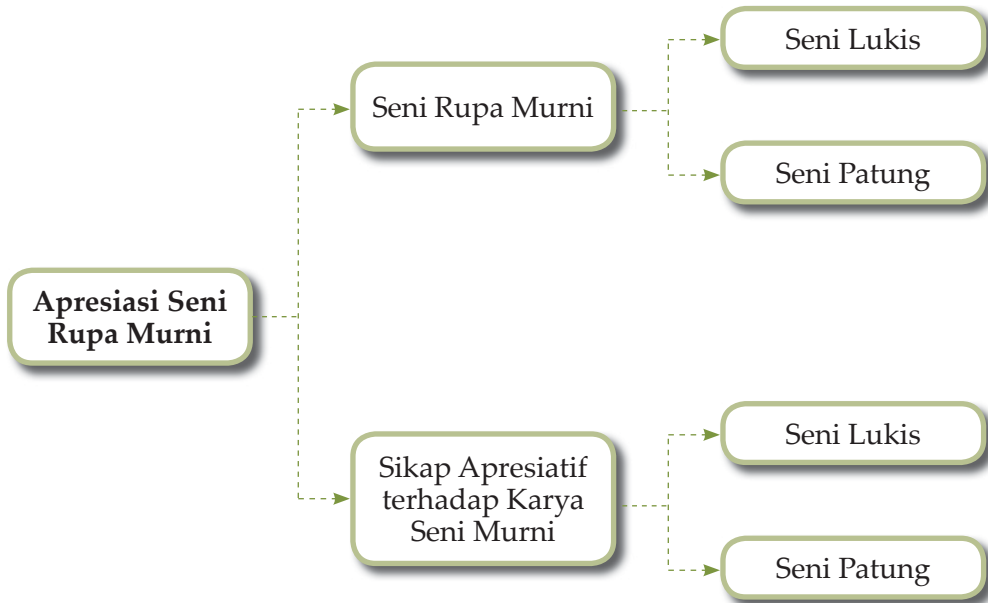 Seni Lukis
Seni Rupa Murni
Seni Patung
Apresiasi Seni
Rupa Murni
Seni Lukis
Sikap Apresiatif
terhadap Karya
Seni Murni
Seni Patung